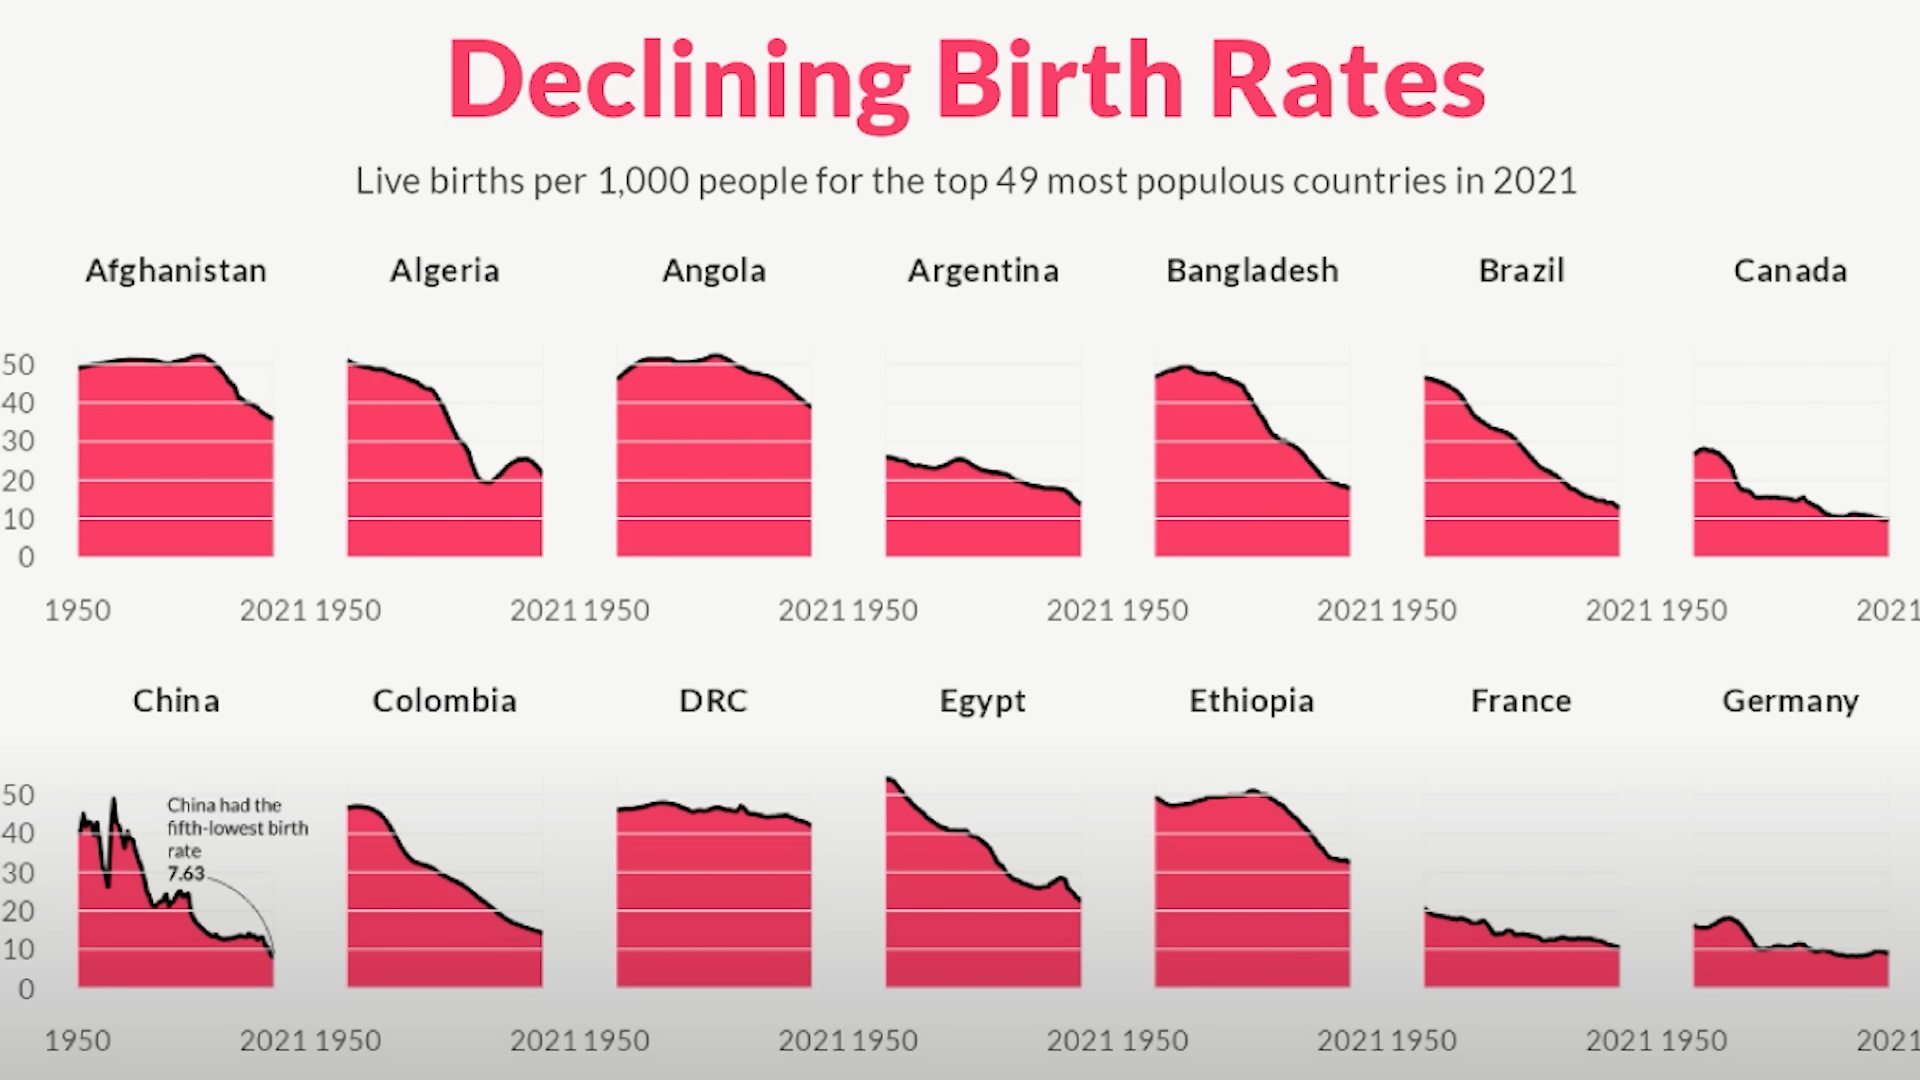 Declining Birth Rates
Live births per 1,000 people for the top 49 most populous countries in 2021
Afghanistan Algeria Angola Argentina Bangladesh Brazil Canada
50
40
30
20
10
0
1950 2021 1950 2021 1950 2021 1950 2021 1950 2021 1950 2021 1950 2021
China Colombia DRC Egypt Ethiopia France Germany
50
40
30
20
10
0
China had the
fifth-lowest birth
rate
7.63
1950 2021 1950 2021 1950 2021 1950 2021 1950 2021 1950 2021 1950 2021